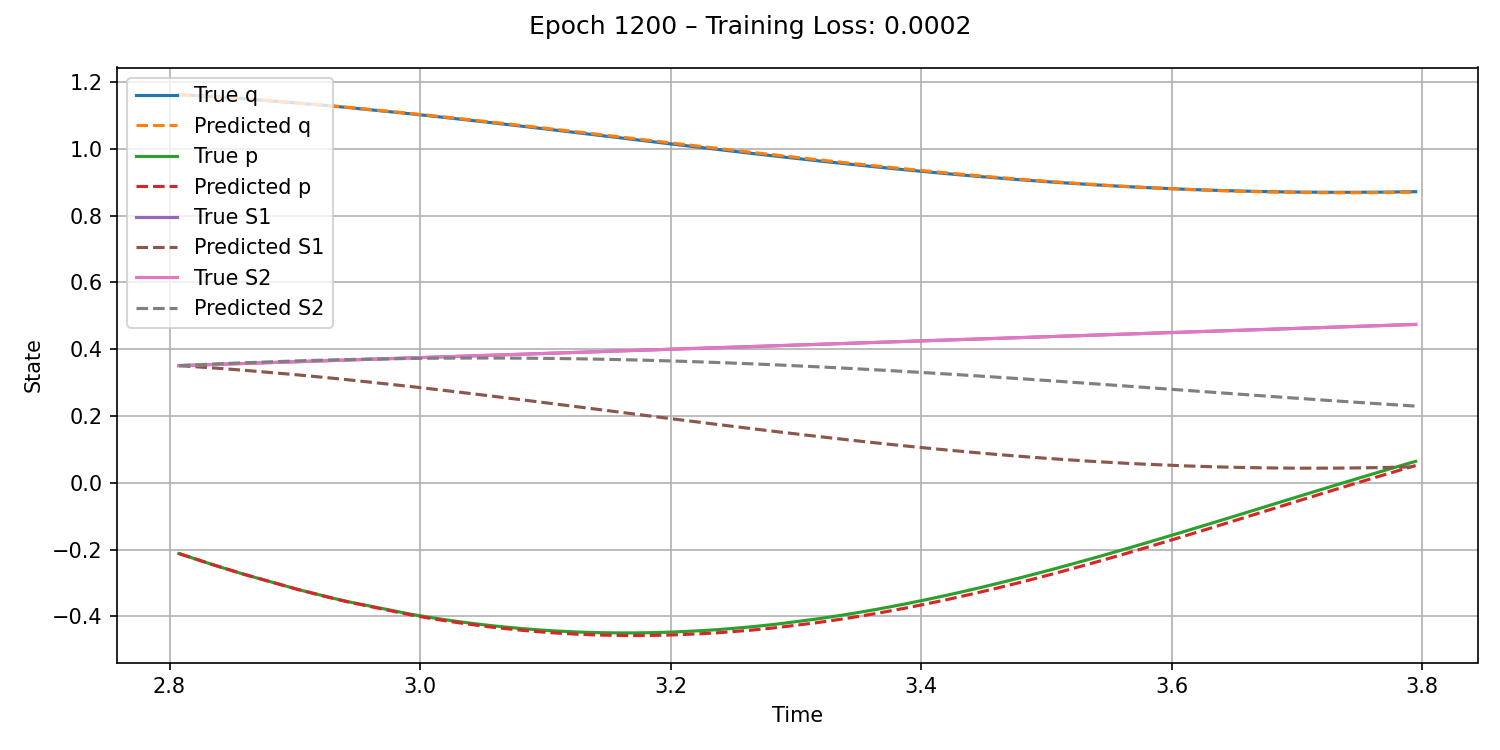 Epoch 1200 – Training Loss: 0.0002
1.2
1.0
0.8
0.6
0.4
0.2
0.0
−0.2
−0.4
State
True q
Predicted q
True p
Predicted p
True S1
Predicted S1
True S2
Predicted S2
2.8 3.0 3.2 3.4 3.6 3.8
Time